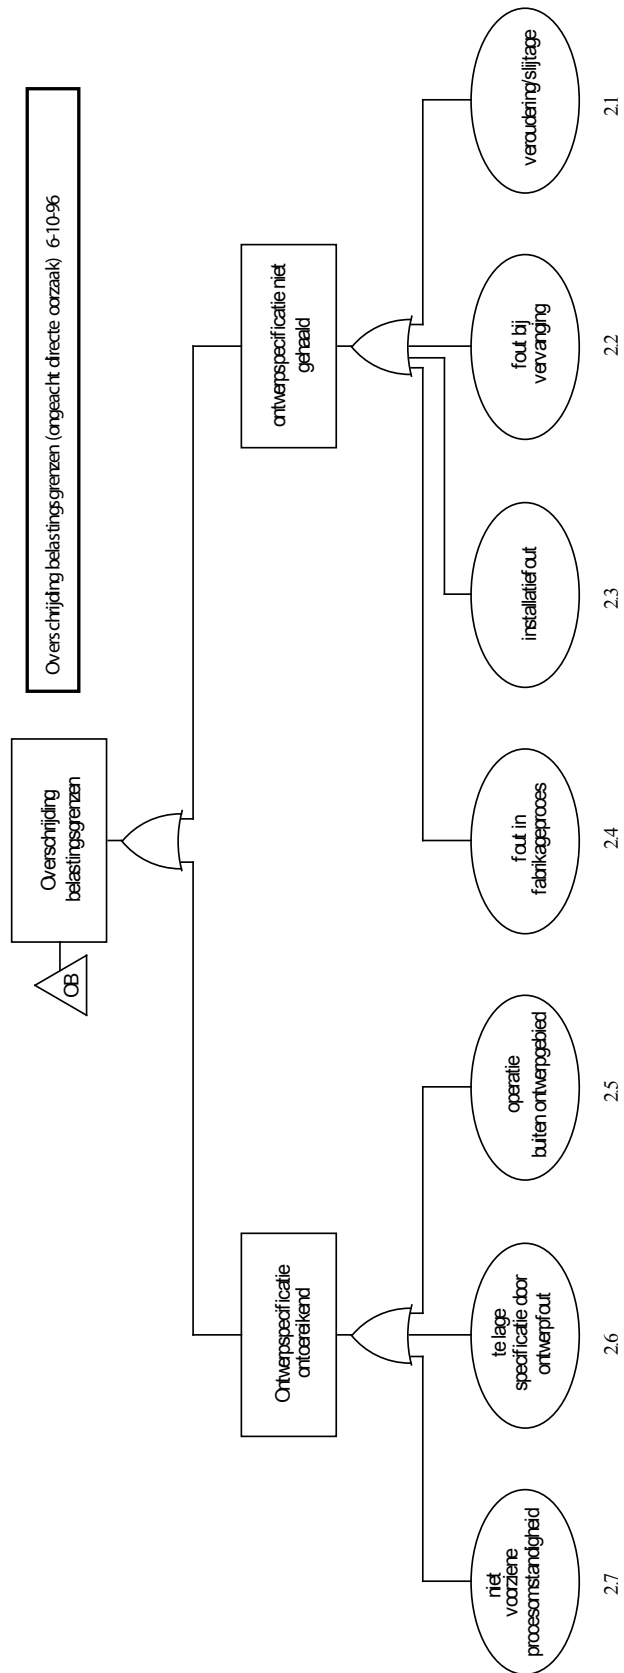 Overschrijding belastingsgrenzen (ongeacht directe oorzaak) 6-10-96
Overschrijding
belastingsgrenzen
OB
Ontwerpspecificatie
ontoereikend
ontwerpspecificatie niet
gehaald
niet
voorziene
procesomstandigheid
te lage
specificatie door
ontwerpfout
operatie
buiten ontwerpgebied
fout in
fabrikageproces
installatiefout
fout bij
vervanging
veroudering/slijtage
2.7
2.6
2.5
2.4
2.3
2.2
2.1